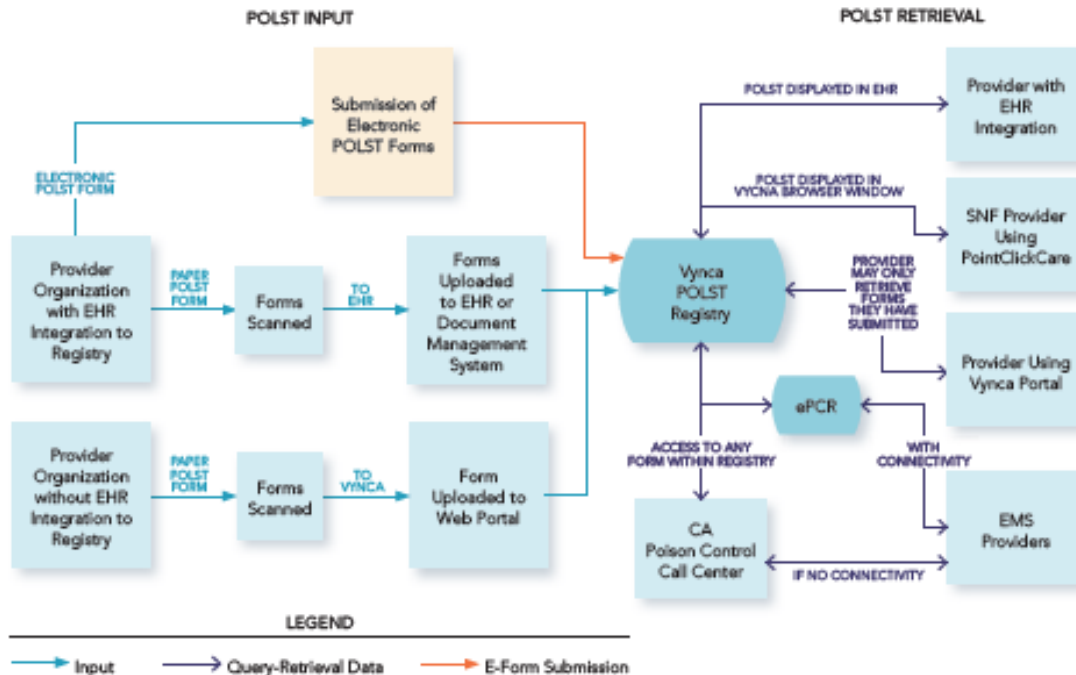 POLST INPUT
POLST RETRIEVAL
Submission of
Electronic
POLST Forms
ELECTRONIC
POLST FORM
Provider
Organization
with EHR
Integration to
Registry
PAPER
POLST
FORM
Forms
Scanned
TO
EHR
Forms
Uploaded
to EHR or
Document
Management
System
Provider
Organization
without EHR
Integration to
Registry
PAPER
POLST
FORM
Forms
Scanned
TO
VYNCA
Form
Uploaded to
Web Portal
Vynca
POLST
Registry
POLST DISPLAYED IN EHR
Provider with
EHR
Integration
POLST DISPLAYED IN
VYCNA BROWSER WINDOW
SNF Provider
Using
PointClickCare
PROVIDER
MAY ONLY
RETRIEVE
FORMS
THEY HAVE
SUBMITTED
Provider Using
Vynca Portal
ePCR
ACCESS TO ANY
FORM WITHIN REGISTRY
WITH
CONNECTIVITY
CA
Poison Control
Call Center
IF NO CONNECTIVITY
EMS
Providers
LEGEND
Input
Query-Retrieval Data
E-Form Submission